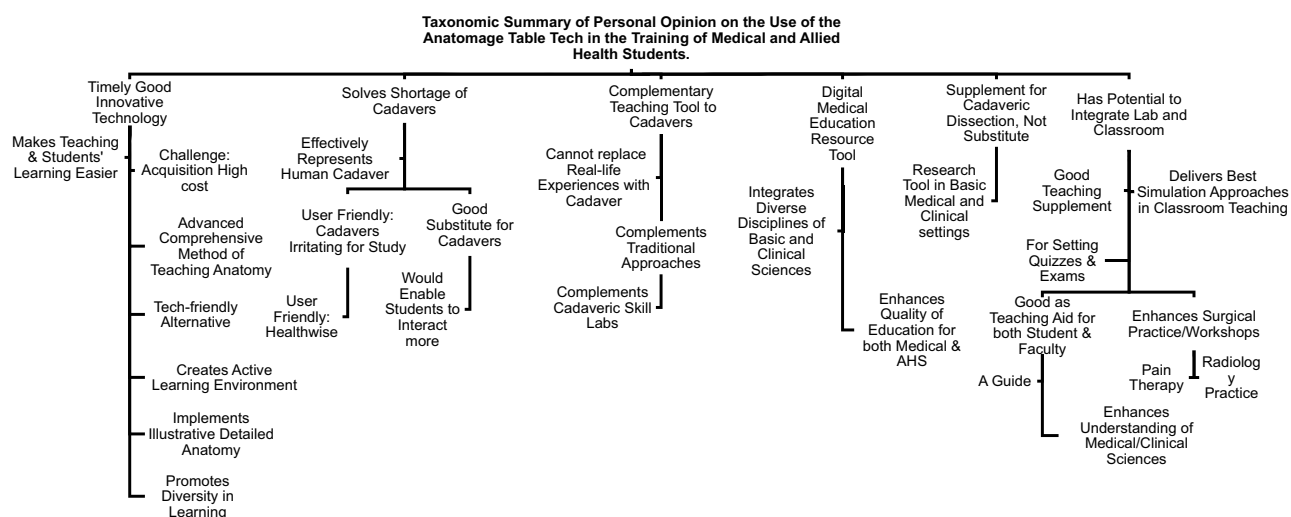 Taxonomic Summary of Personal Opinion on the Use of the
Anatomage Table Tech in the Training of Medical and Allied
Health Students.
Timely Good
Innovative
Technology
Makes Teaching
& Students'
Learning Easier
Challenge:
Acquisition High
cost
Advanced
Comprehensive
Method of
Teaching Anatomy
Tech-friendly
Alternative
Creates Active
Learning Environment
Implements
Illustrative Detailed
Anatomy
Promotes
Diversity in
Learning
Solves Shortage of
Cadavers
Effectively
Represents
Human Cadaver
User Friendly:
Cadavers
Irritating for Study
User
Friendly:
Healthwise
Good
Substitute for
Cadavers
Would
Enable
Students to
Interact
more
Complementary
Teaching Tool to
Cadavers
Cannot replace
Real-life
Experiences with
Cadaver
Complements
Traditional
Approaches
Complements
Cadaveric Skill
Labs
Digital
Medical
Education
Resource
Tool
Integrates
Diverse
Disciplines of
Basic and
Clinical
Sciences
Enhances
Quality of
Education for
both Medical &
AHS
Supplement for
Cadaveric
Dissection, Not
Substitute
Research
Tool in Basic
Medical and
Clinical
settings
Has Potential to
Integrate Lab and
Classroom
Good
Teaching
Supplement
Delivers Best
Simulation Approaches
in Classroom Teaching
For Setting
Quizzes &
Exams
Good as
Teaching Aid for
both Student &
Faculty
A Guide
Enhances
Understanding of
Medical/Clinical
Sciences
Enhances Surgical
Practice/Workshops
Pain
Therapy
Radiolog
y
Practice